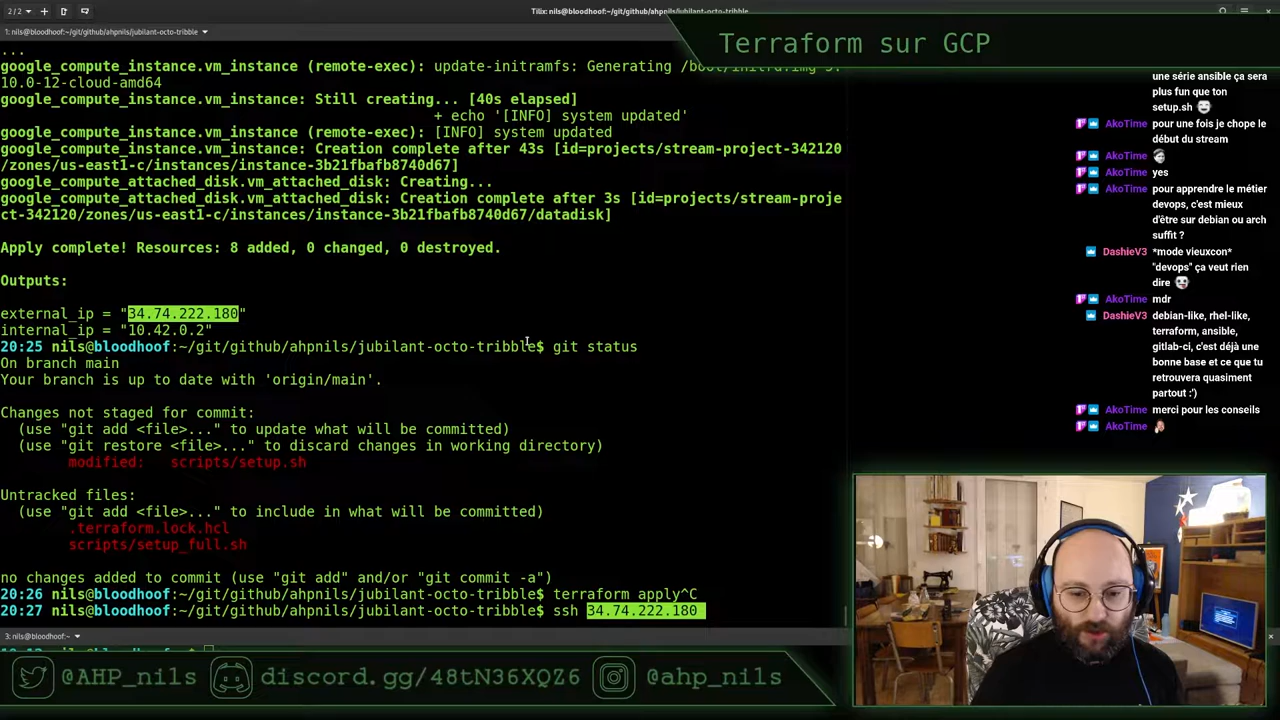 2/2
Tilix: nils@bloodhoof:~/git/github/ahpnils/jubilant-octo-tribble
1: nils@bloodhoof:~/git/github/ahpnils/jubilant-octo-tribble
Terraform sur GCP
...
google_compute_instance.vm_instance (remote-exec): update-initramfs: Generating /boot/initrd.img-5.
10.0-12-cloud-amd64
google_compute_instance.vm_instance: Still creating... [40s elapsed]
+ echo '[INFO] system updated'
google_compute_instance.vm_instance (remote-exec): [INFO] system updated
google_compute_instance.vm_instance: Creation complete after 43s [id=projects/stream-project-342120
/zones/us-east1-c/instances/instance-3b21fbafb8740d67]
google_compute_attached_disk.vm_attached_disk: Creating...
google_compute_attached_disk.vm_attached_disk: Creation complete after 3s [id=projects/stream-proje
ct-342120/zones/us-east1-c/instances/instance-3b21fbafb8740d67/datadisk]
Apply complete! Resources: 8 added, 0 changed, 0 destroyed.
Outputs:
external_ip = "34.74.222.180"
internal_ip = "10.42.0.2"
20:25 nils@bloodhoof:~/git/github/ahpnils/jubilant-octo-tribble$ git status
On branch main
Your branch is up to date with 'origin/main'.
Changes not staged for commit:
(use "git add <file>..." to update what will be committed)
(use "git restore <file>..." to discard changes in working directory)
modified: scripts/setup.sh
Untracked files:
(use "git add <file>..." to include in what will be committed)
.terraform.lock.hcl
scripts/setup_full.sh
no changes added to commit (use "git add" and/or "git commit -a")
20:26 nils@bloodhoof:~/git/github/ahpnils/jubilant-octo-tribble$ terraform apply^C
20:27 nils@bloodhoof:~/git/github/ahpnils/jubilant-octo-tribble$ ssh 34.74.222.180
3: nils@bloodhoof:~
une série ansible ça sera
plus fun que ton
setup.sh
AkoTime pour une fois je chope le
début du stream
AkoTime
AkoTime yes
AkoTime pour apprendre le métier
devops, c'est mieux
d'être sur debian ou arch
suffit ?
DashieV3 *mode vieuxcon*
"devops" ça veut rien
dire
AkoTime mdr
DashieV3 debian-like, rhel-like,
terraform, ansible,
gitlab-ci, c'est déjà une
bonne base et ce que tu
retrouvera quasiment
partout :')
AkoTime merci pour les conseils
AkoTime
@AHP_nils
discord.gg/48tN36XQZ6
@ahp_nils